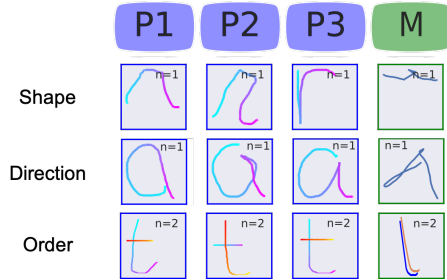 P1 P2 P3 M
Shape n=1 n=1 n=1 n=1
Direction n=1 n=1 n=1 n=1
Order n=2 n=2 n=2 n=2